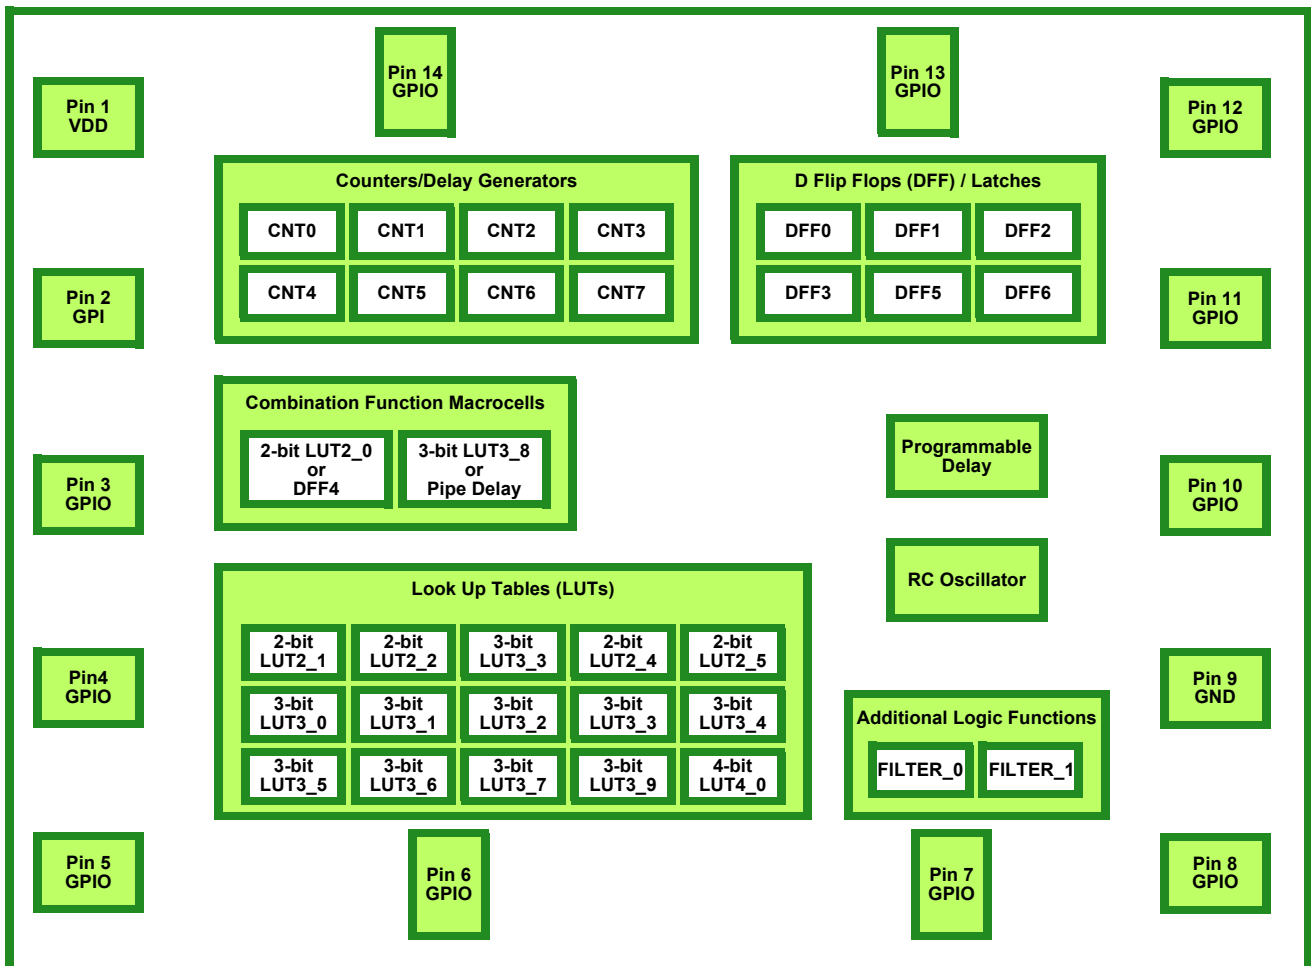 Pin 14
GPIO
Pin 13
GPIO
Pin 1
VDD
Pin 12
GPIO
Counters/Delay Generators
CNT0
CNT1
CNT2
CNT3
CNT4
CNT5
CNT6
CNT7
D Flip Flops (DFF) / Latches
DFF0
DFF1
DFF2
DFF3
DFF5
DFF6
Pin 2
GPI
Pin 11
GPIO
Combination Function Macrocells
2-bit LUT2_0
or
DFF4
3-bit LUT3_8
or
Pipe Delay
Programmable
Delay
Pin 3
GPIO
Pin 10
GPIO
RC Oscillator
Look Up Tables (LUTs)
2-bit
LUT2_1
2-bit
LUT2_2
3-bit
LUT3_3
2-bit
LUT2_4
2-bit
LUT2_5
3-bit
LUT3_0
3-bit
LUT3_1
3-bit
LUT3_2
3-bit
LUT3_3
3-bit
LUT3_4
3-bit
LUT3_5
3-bit
LUT3_6
3-bit
LUT3_7
3-bit
LUT3_9
4-bit
LUT4_0
Pin4
GPIO
Pin 9
GND
Additional Logic Functions
FILTER_0
FILTER_1
Pin 5
GPIO
Pin 6
GPIO
Pin 7
GPIO
Pin 8
GPIO